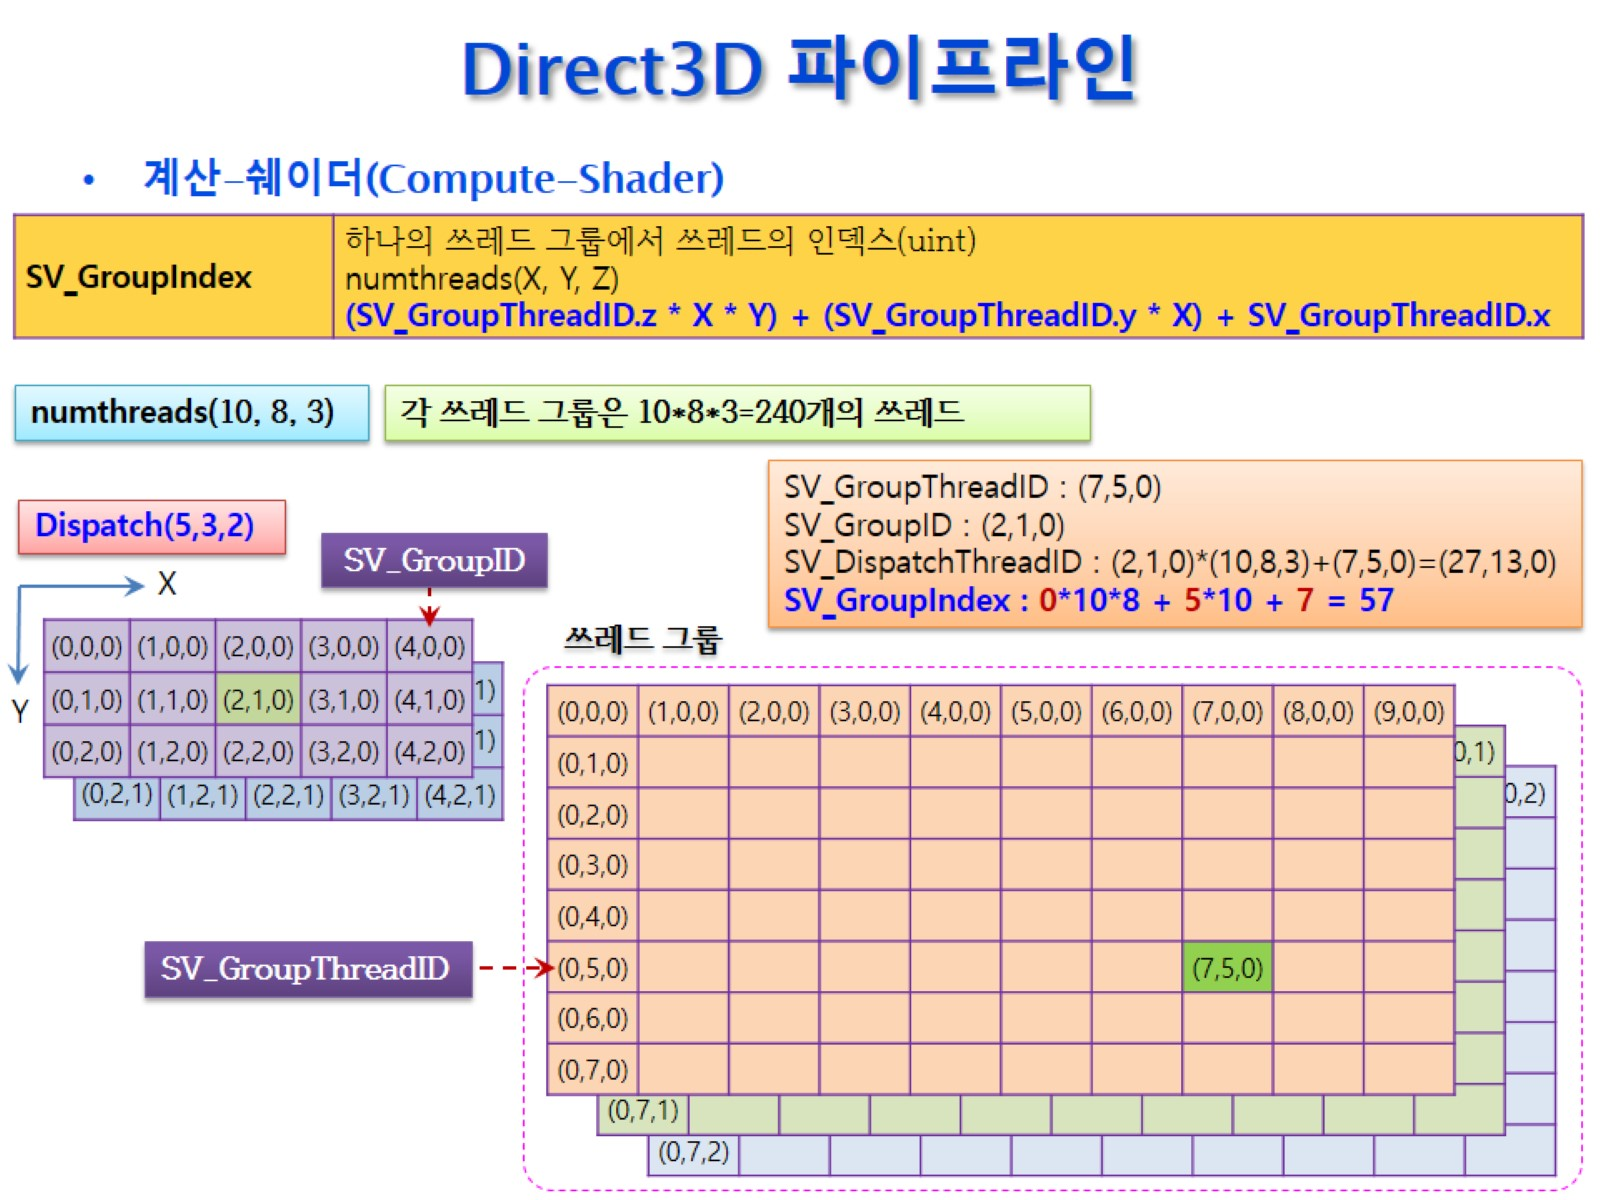 Direct3D 파이프라인
• 계산-쉐이더(Compute-Shader)
SV_GroupIndex
하나의 쓰레드 그룹에서 쓰레드의 인덱스(uint)
numthreads(X, Y, Z)
(SV_GroupThreadID.z * X * Y) + (SV_GroupThreadID.y * X) + SV_GroupThreadID.x
numthreads(10, 8, 3)
각 쓰레드 그룹은 10*8*3=240개의 쓰레드
SV_GroupThreadID : (7,5,0)
SV_GroupID : (2,1,0)
SV_DispatchThreadID : (2,1,0)*(10,8,3)+(7,5,0)=(27,13,0)
SV_GroupIndex : 0*10*8 + 5*10 + 7 = 57
Dispatch(5,3,2)
SV_GroupID
X
Y
(0,0,0) (1,0,0) (2,0,0) (3,0,0) (4,0,0)
(0,1,0) (1,1,0) (2,1,0) (3,1,0) (4,1,0) 1)
(0,2,0) (1,2,0) (2,2,0) (3,2,0) (4,2,0) 1)
(0,2,1) (1,2,1) (2,2,1) (3,2,1) (4,2,1)
쓰레드 그룹
(0,0,0) (1,0,0) (2,0,0) (3,0,0) (4,0,0) (5,0,0) (6,0,0) (7,0,0) (8,0,0) (9,0,0)
(0,1,0) 0,1)
(0,2,0) 0,2)
(0,3,0)
(0,4,0)
SV_GroupThreadID
(0,5,0) (7,5,0)
(0,6,0)
(0,7,0)
(0,7,1)
(0,7,2)